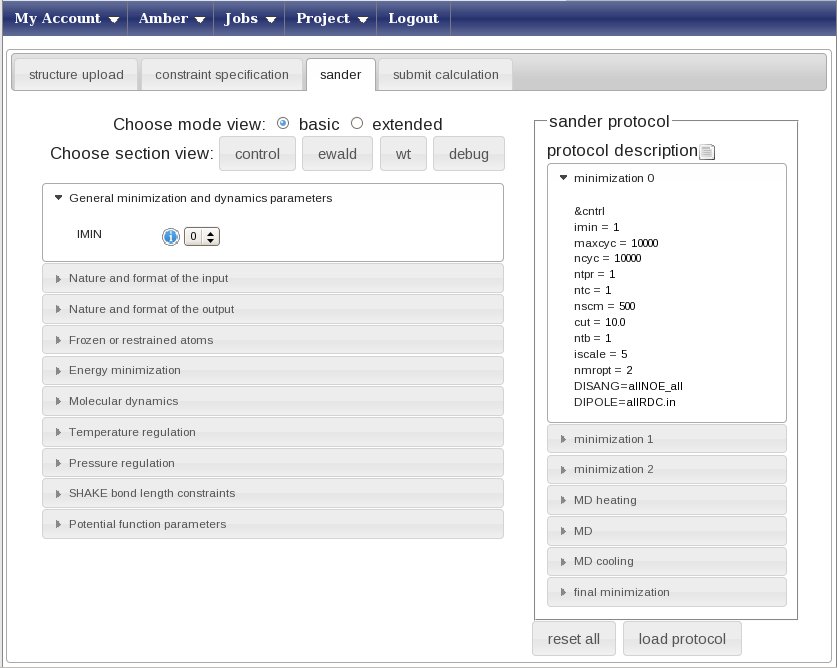 My Account Amber Jobs Project Logout
structure upload constraint specification sander submit calculation
Choose mode view: basic extended
Choose section view: control ewald wt debug
General minimization and dynamics parameters
IMIN 0
Nature and format of the input
Nature and format of the output
Frozen or restrained atoms
Energy minimization
Molecular dynamics
Temperature regulation
Pressure regulation
SHAKE bond length constraints
Potential function parameters
sander protocol
protocol description
minimization 0
&cntrl
imin = 1
maxcyc = 10000
ncyc = 10000
ntpr = 1
ntc = 1
nscm = 500
cut = 10.0
ntb = 1
iscale = 5
nmropt = 2
DISANG=allNOE_all
DIPOLE=allRDC.in
minimization 1
minimization 2
MD heating
MD
MD cooling
final minimization
reset all load protocol